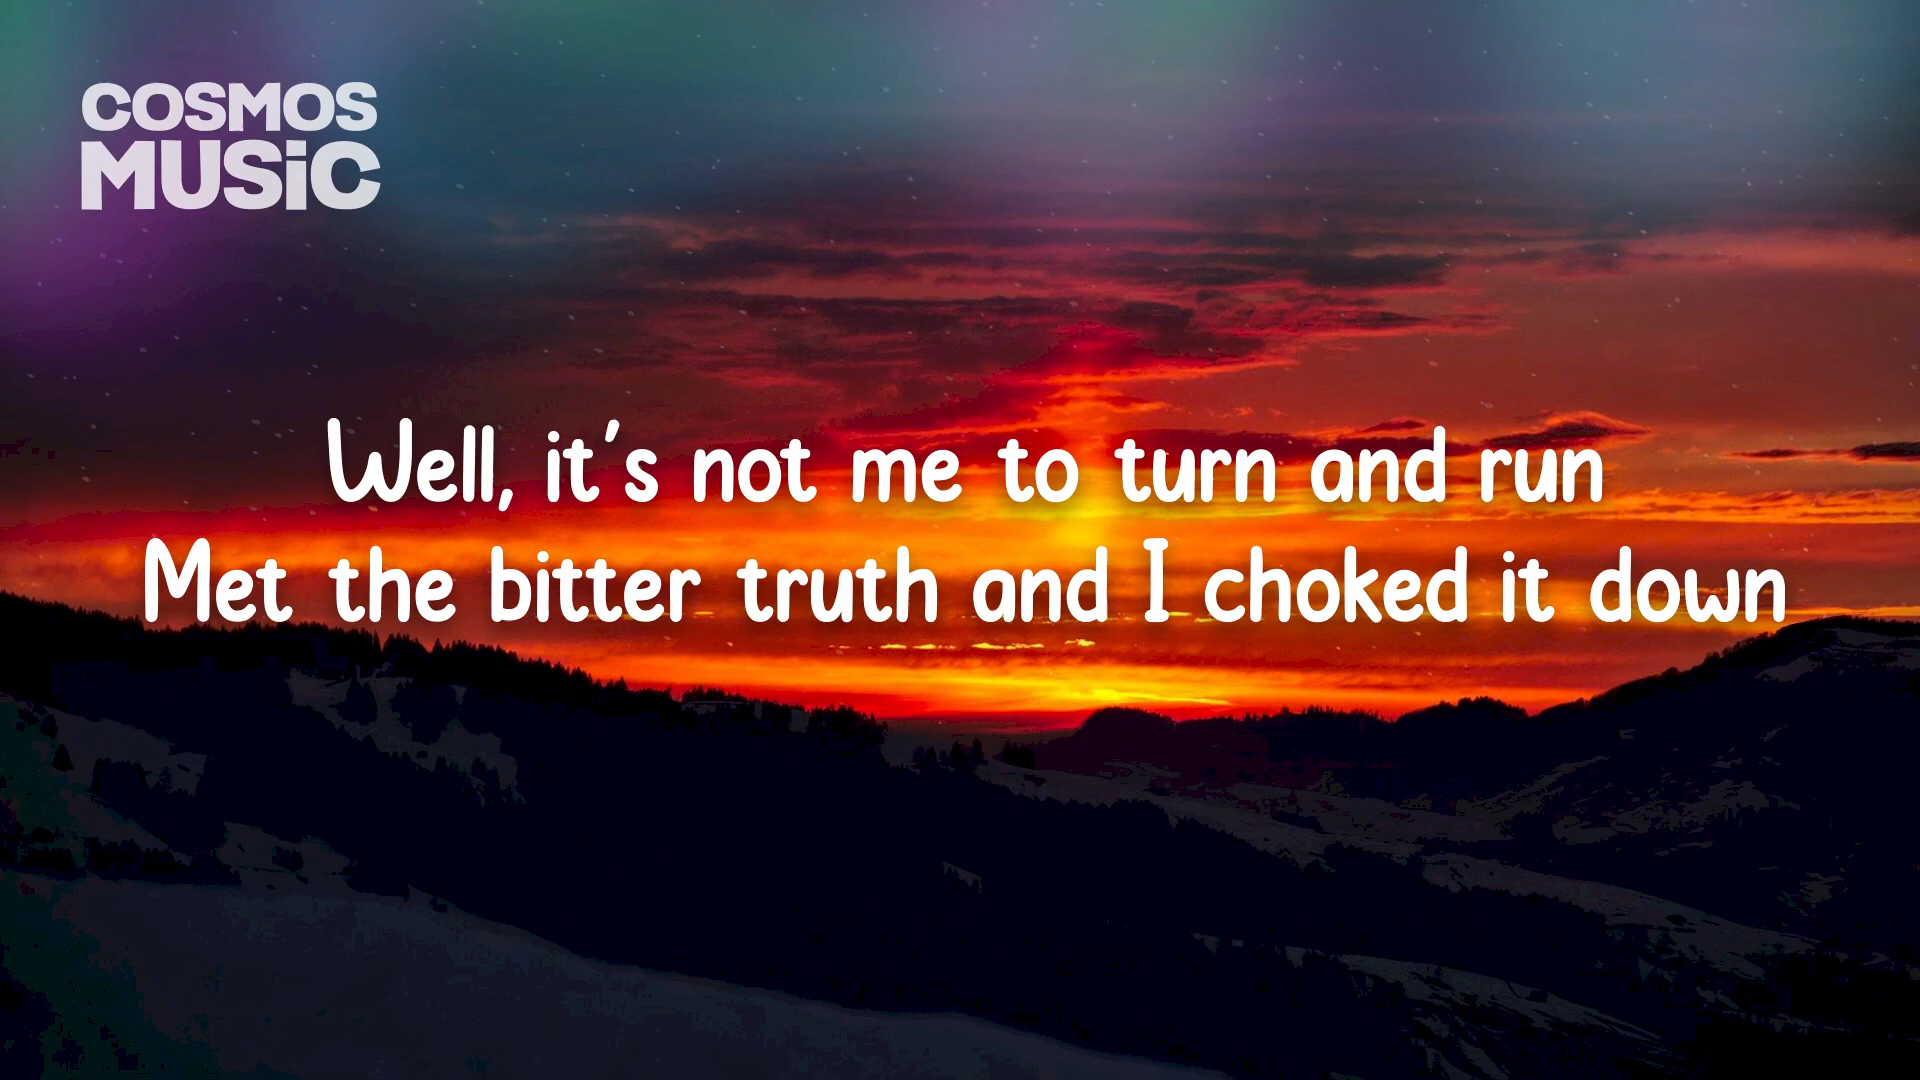 COSMOS
MUSiC
Well, it's not me to turn and run
Met the bitter truth and I choked it down